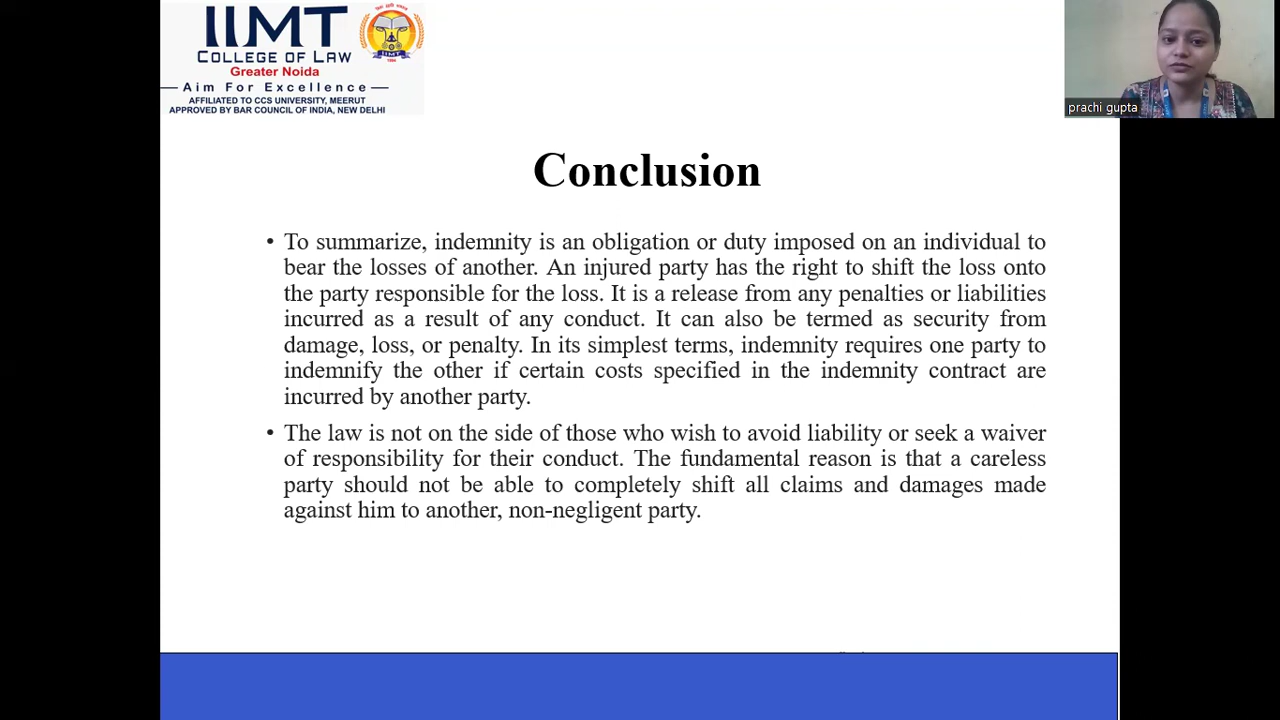 IIMT
COLLEGE OF LAW
Greater Noida
Aim For Excellence
AFFILIATED TO CCS UNIVERSITY, MEERUT
APPROVED BY BAR COUNCIL OF INDIA, NEW DELHI
IIMT
prachi gupta
Conclusion
• To summarize, indemnity is an obligation or duty imposed on an individual to
bear the losses of another. An injured party has the right to shift the loss onto
the party responsible for the loss. It is a release from any penalties or liabilities
incurred as a result of any conduct. It can also be termed as security from
damage, loss, or penalty. In its simplest terms, indemnity requires one party to
indemnify the other if certain costs specified in the indemnity contract are
incurred by another party.
• The law is not on the side of those who wish to avoid liability or seek a waiver
of responsibility for their conduct. The fundamental reason is that a careless
party should not be able to completely shift all claims and damages made
against him to another, non-negligent party.